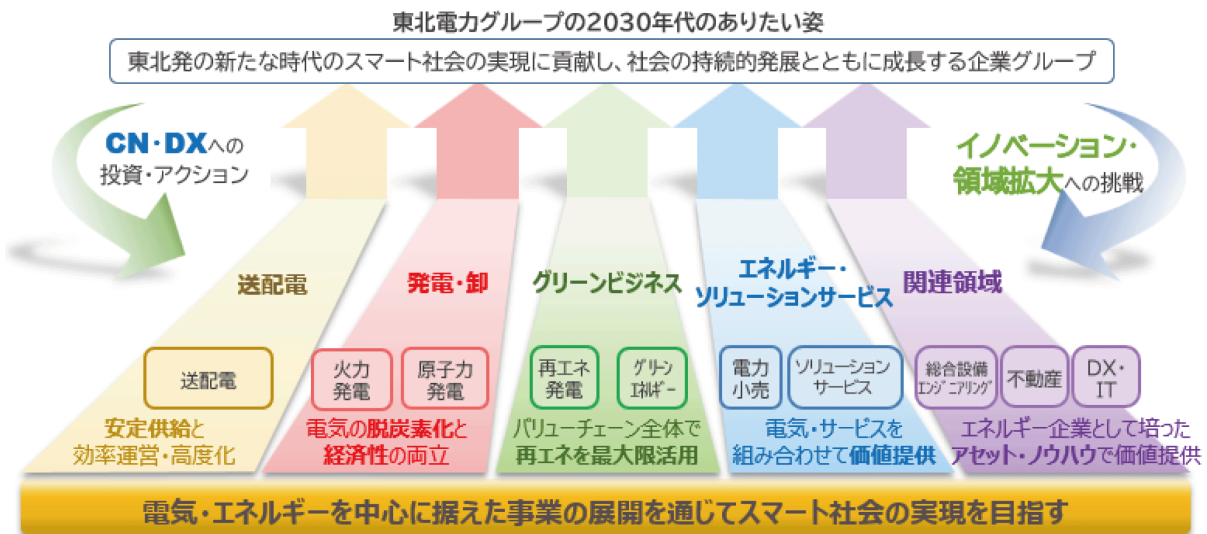 東北電力グループの2030年代のありたい姿
東北発の新たな時代のスマート社会の実現に貢献し、社会の持続的発展とともに成長する企業グループ
CN・DXへの
投資・アクション
イノベーション・
領域拡大への挑戦
送配電
発電・卸
グリーンビジネス
エネルギー・
ソリューションサービス
関連領域
送配電
火力
発電
原子力
発電
再エネ
発電
グリーン
エネルギー
電力
小売
ソリューション
サービス
総合設備
エンジニアリング
不動産
DX・
IT
安定供給と
効率運営・高度化
電気の脱炭素化と
経済性の両立
バリューチェーン全体で
再エネを最大限活用
電気・サービスを
組み合わせて価値提供
エネルギー企業として培った
アセット・ノウハウで価値提供
電気・エネルギーを中心に据えた事業の展開を通じてスマート社会の実現を目指す